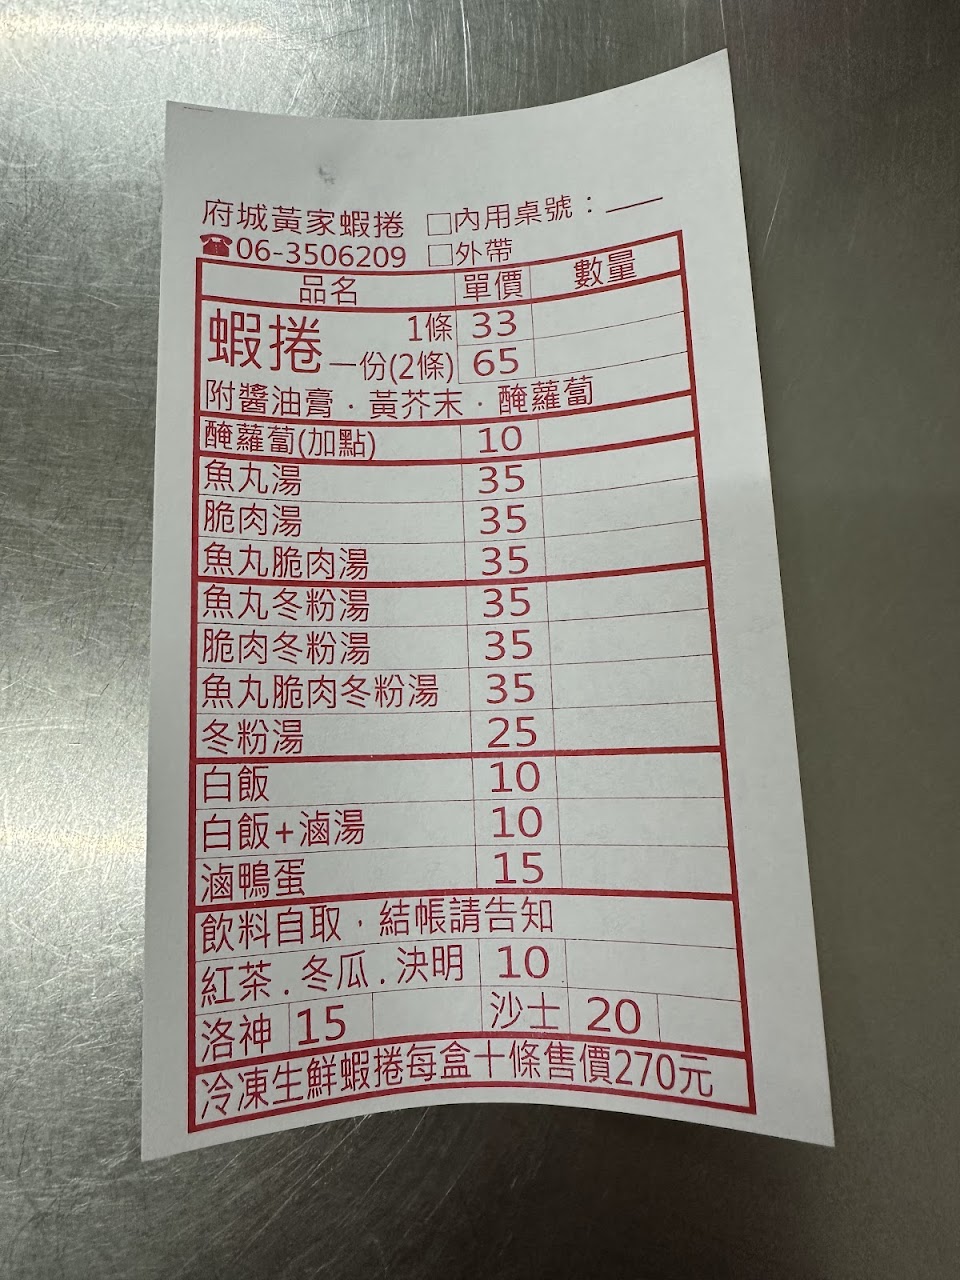 府城黃家蝦捲 □內用桌號：__
☎06-3506209 □外帶
品名 單價 數量
蝦捲 1條 33
一份(2條) 65
附醬油膏．黃芥末．醃蘿蔔
醃蘿蔔(加點) 10
魚丸湯 35
脆肉湯 35
魚丸脆肉湯 35
魚丸冬粉湯 35
脆肉冬粉湯 35
魚丸脆肉冬粉湯 35
冬粉湯 25
白飯 10
白飯+滷湯 10
滷鴨蛋 15
飲料自取，結帳請告知
紅茶．冬瓜．決明 10
洛神 15 沙士 20
冷凍生鮮蝦捲每盒十條售價270元